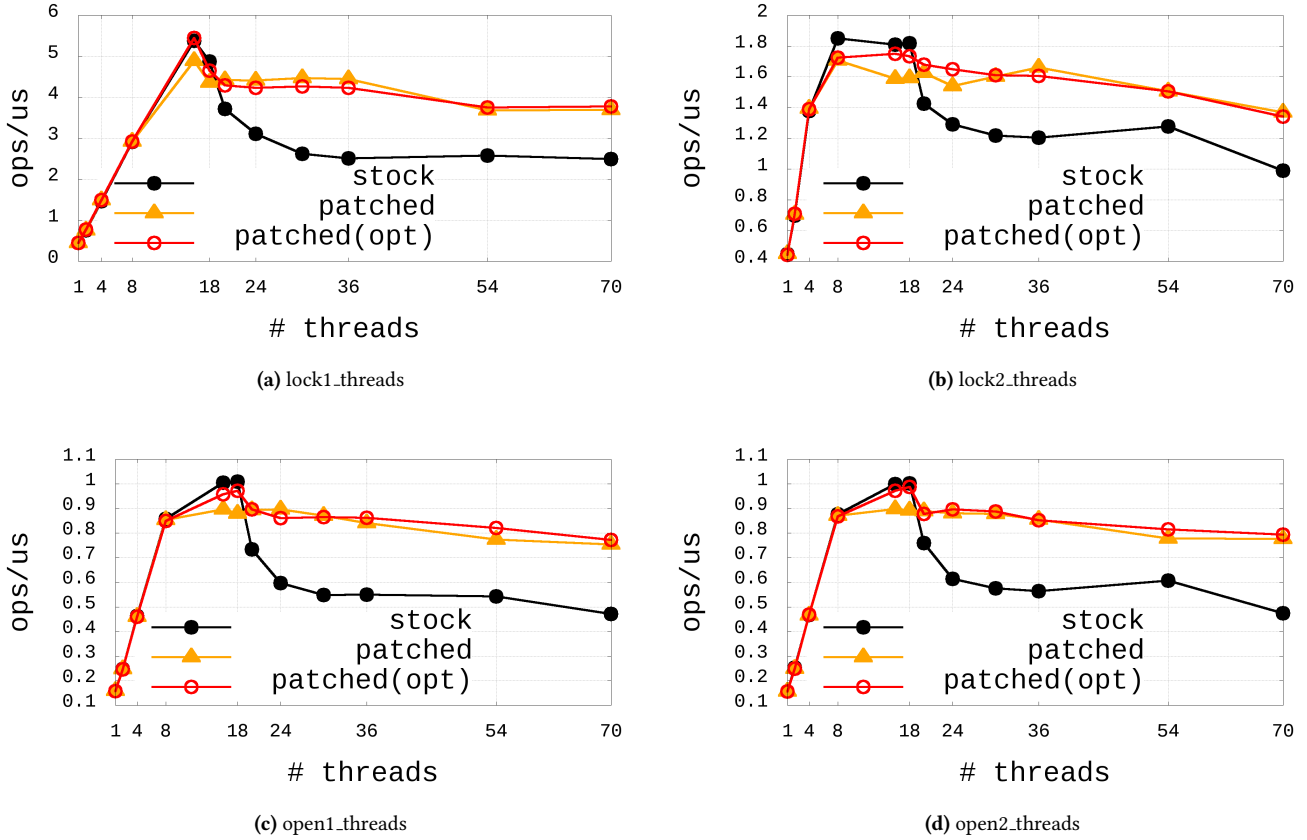 6
5
4
3
2
1
0
ops/us
stock
patched
patched(opt)
1 4 8 18 24 36 54 70
# threads
(a) lock1_threads
2
1.8
1.6
1.4
1.2
1
0.8
0.6
0.4
ops/us
stock
patched
patched(opt)
1 4 8 18 24 36 54 70
# threads
(b) lock2_threads
1.1
1
0.9
0.8
0.7
0.6
0.5
0.4
0.3
0.2
0.1
ops/us
stock
patched
patched(opt)
1 4 8 18 24 36 54 70
# threads
(c) open1_threads
1.1
1
0.9
0.8
0.7
0.6
0.5
0.4
0.3
0.2
0.1
ops/us
stock
patched
patched(opt)
1 4 8 18 24 36 54 70
# threads
(d) open2_threads